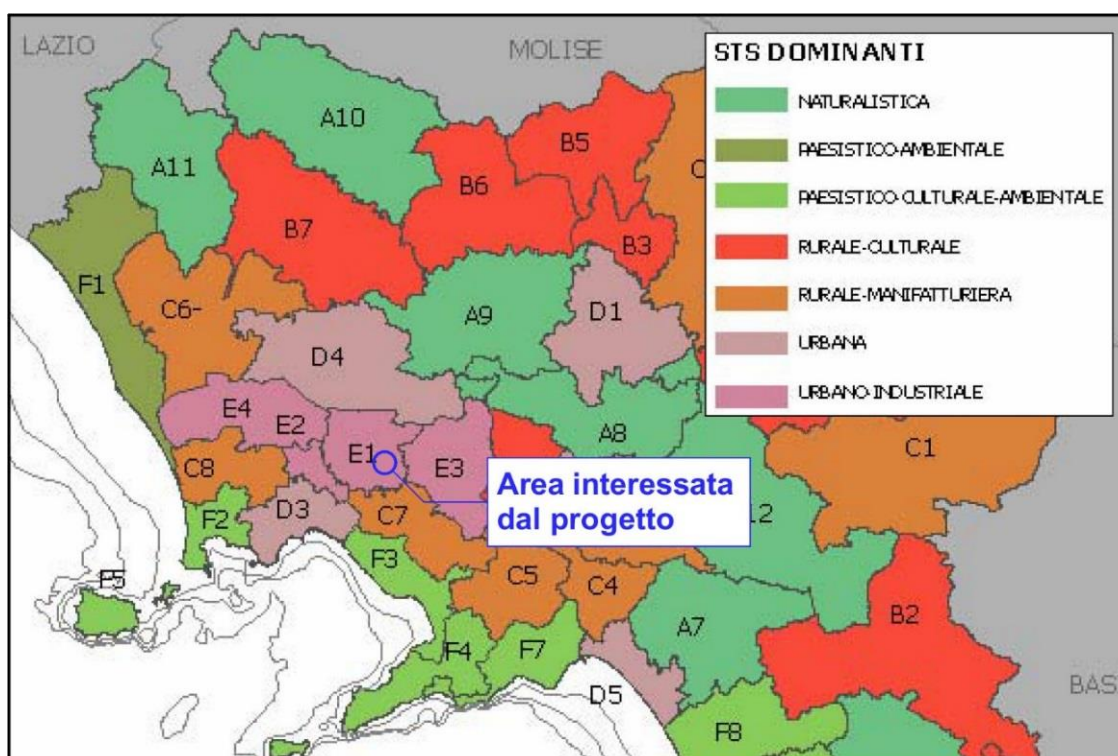 LAZIO
MOLISE
STS DOMINANTI
NATURALISTICA
PAESISTICO-AMBIENTALE
PAESISTICO-CULTURALE-AMBIENTALE
RURALE-CULTURALE
RURALE-MANIFATTURIERA
URBANA
URBANO-INDUSTRIALE
A10
A11
B5
B6
B7
B3
F1
C6-
A9
D1
D4
E4
E2
E1
E3
A8
C1
C8
Area interessata
dal progetto
F2
D3
C7
12
F3
F5
C5
C4
A7
B2
F4
F7
D5
BAS
F8